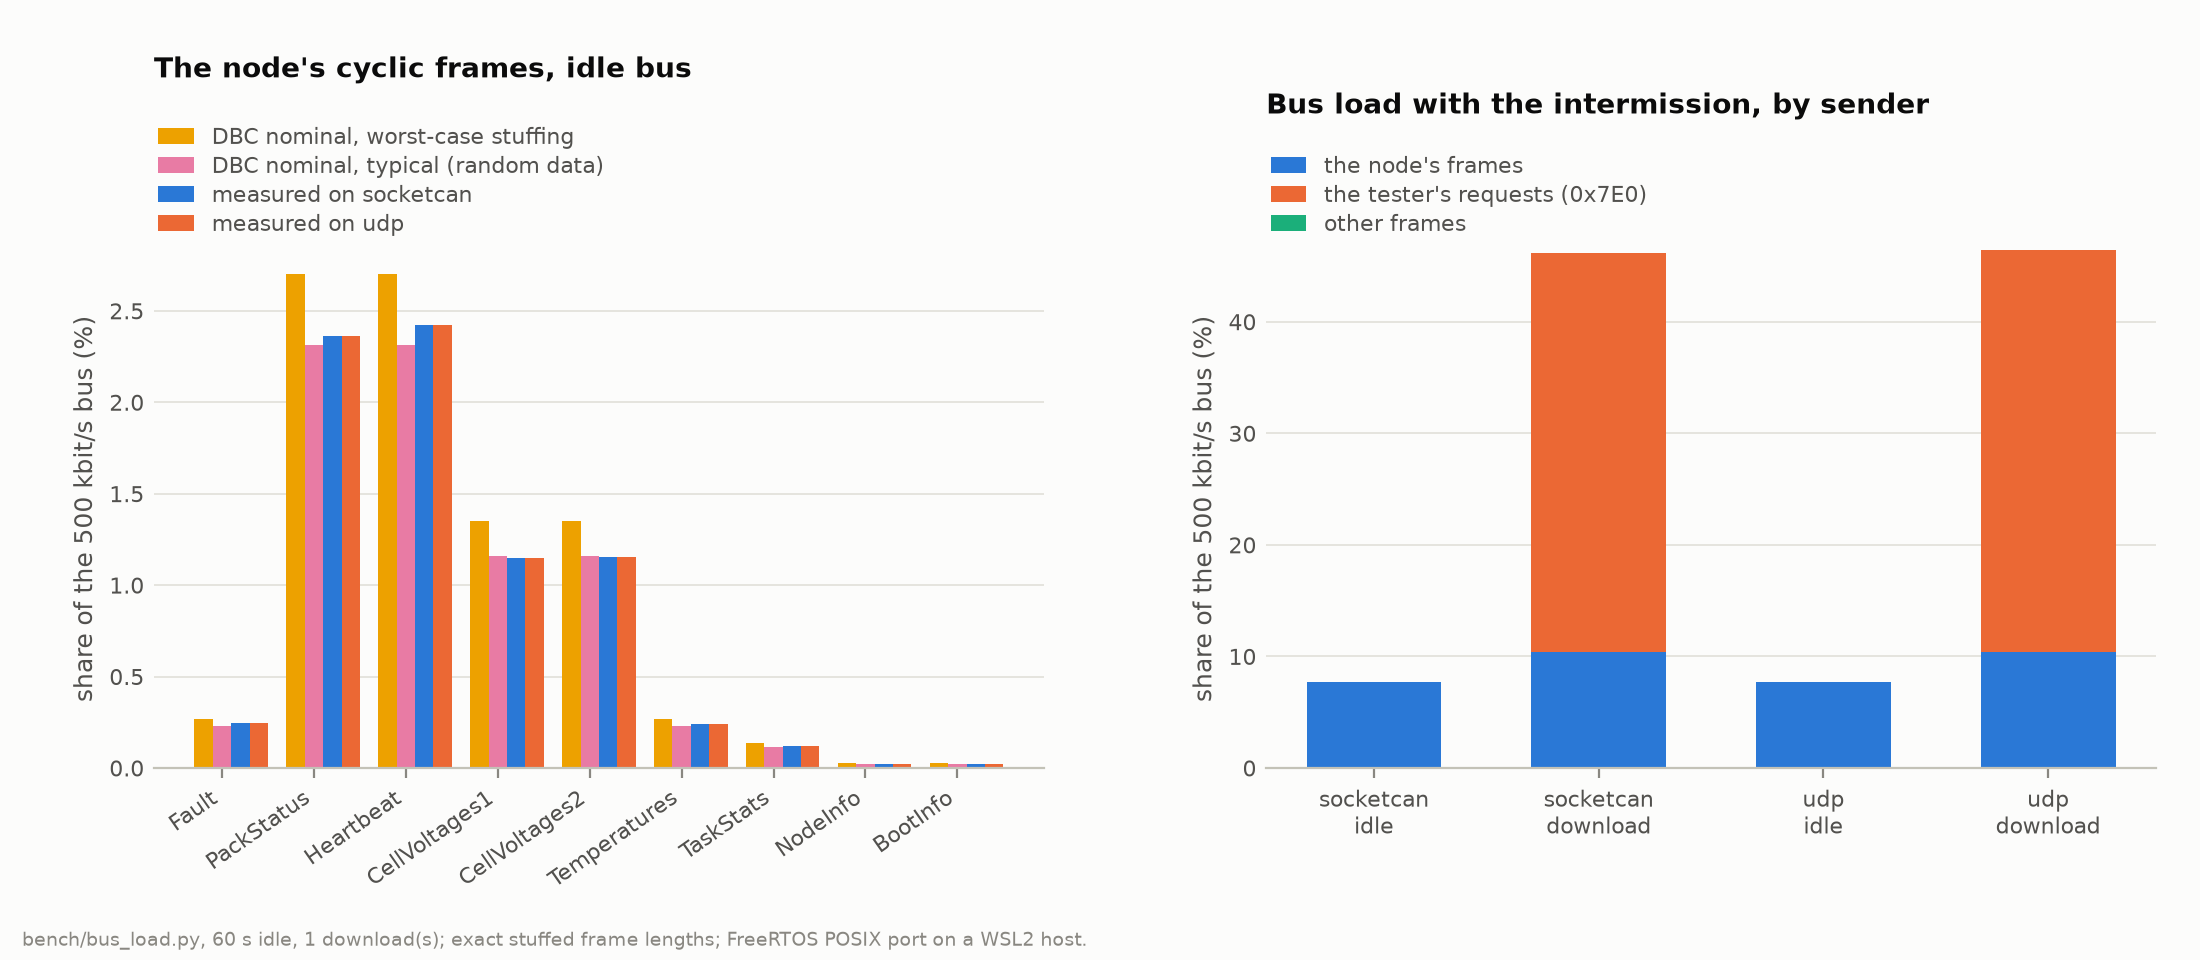 The node's cyclic frames, idle bus
DBC nominal, worst-case stuffing
DBC nominal, typical (random data)
measured on socketcan
measured on udp
share of the 500 kbit/s bus (%)
2.5
2.0
1.5
1.0
0.5
0.0
Fault
PackStatus
Heartbeat
CellVoltages1
CellVoltages2
Temperatures
TaskStats
NodeInfo
BootInfo
Bus load with the intermission, by sender
the node's frames
the tester's requests (0x7E0)
other frames
share of the 500 kbit/s bus (%)
40
30
20
10
0
socketcan
idle
socketcan
download
udp
idle
udp
download
bench/bus_load.py, 60 s idle, 1 download(s); exact stuffed frame lengths; FreeRTOS POSIX port on a WSL2 host.